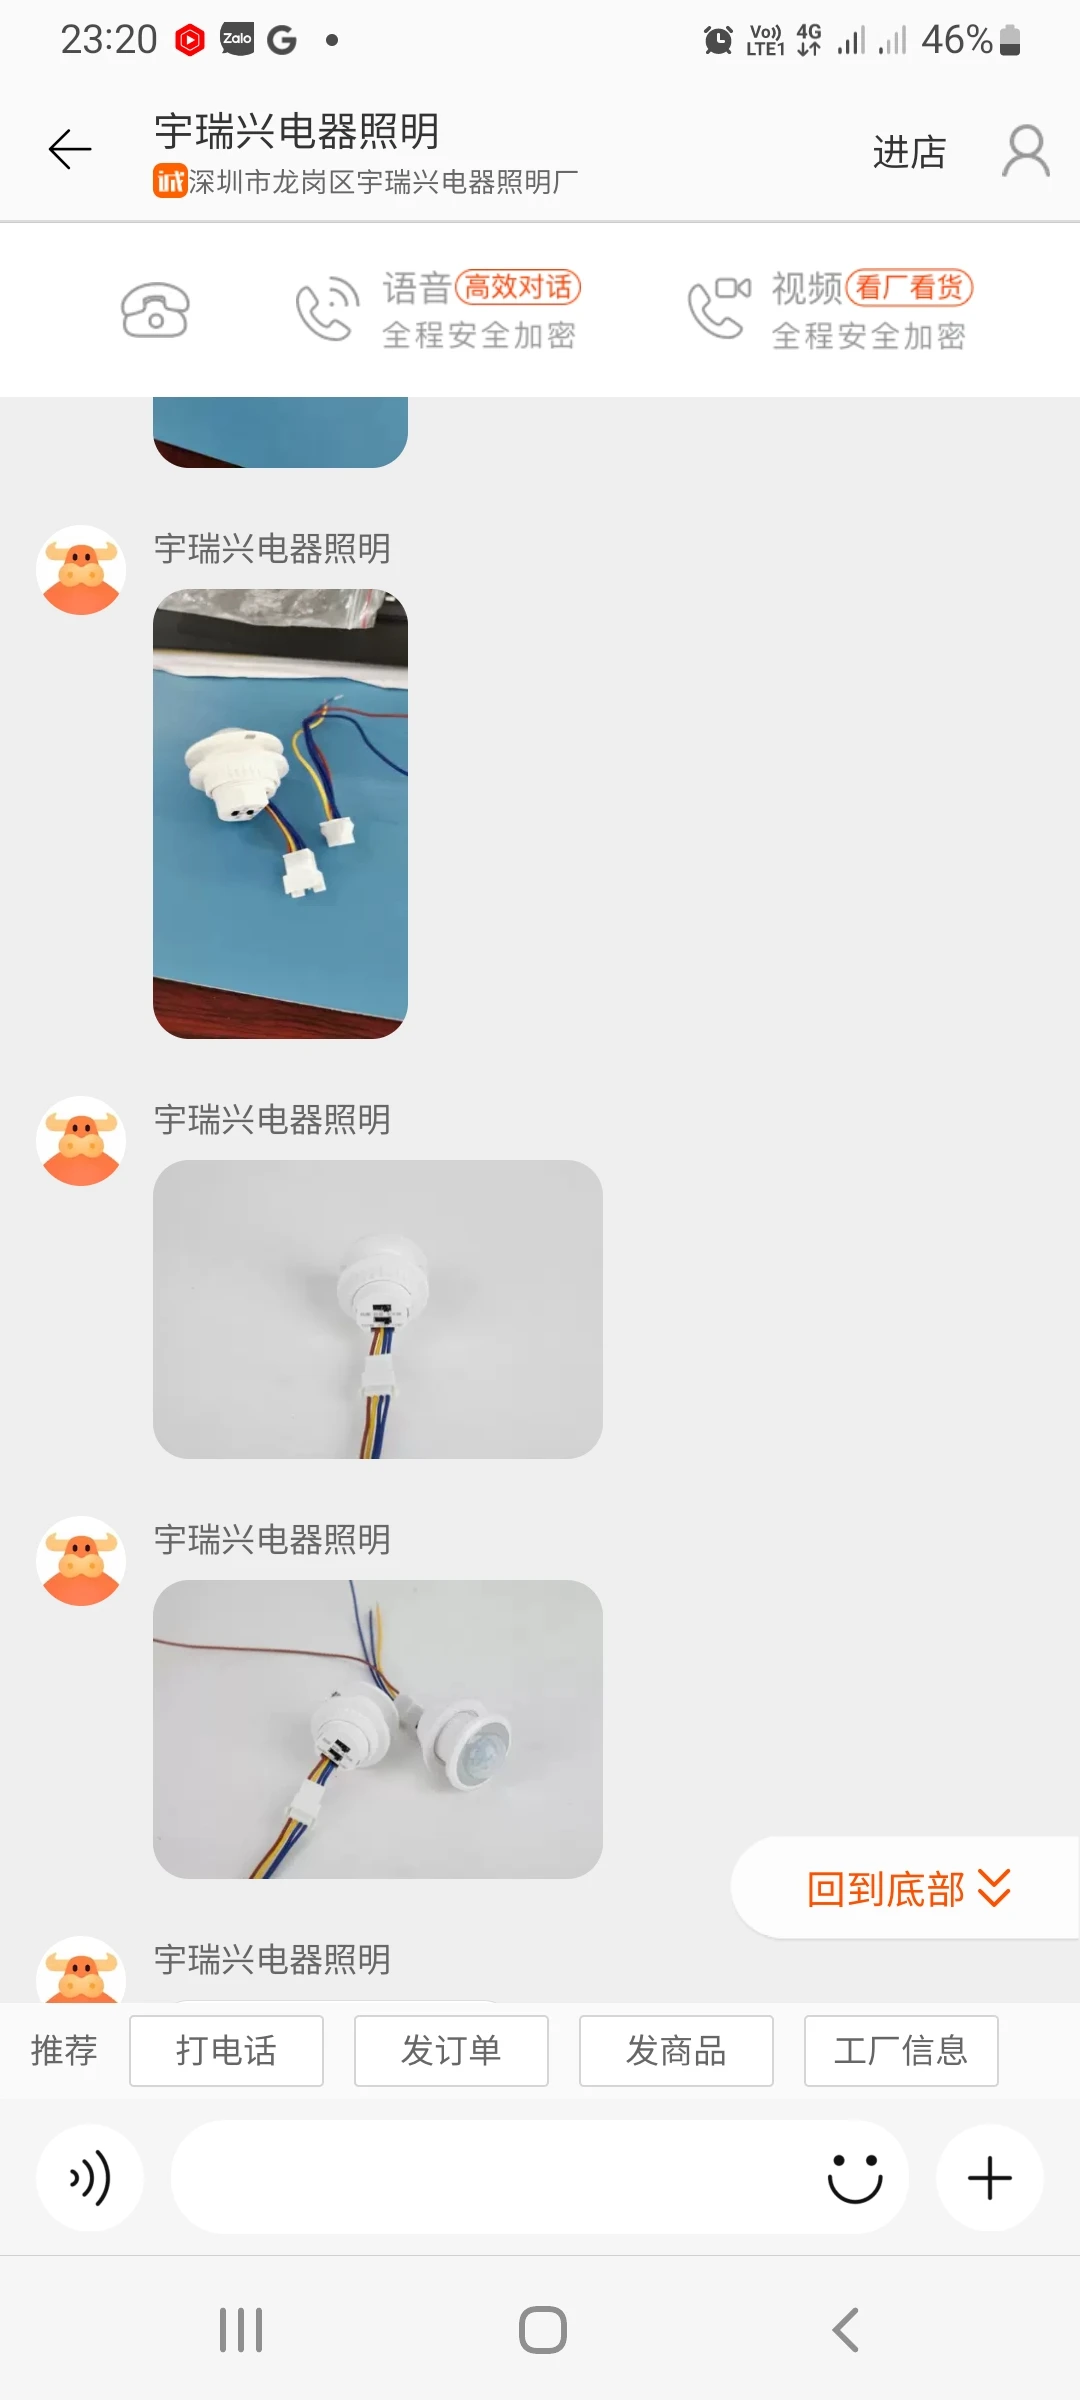 23:20 Zalo G Vo)) LTE1 4G 46%
宇瑞兴电器照明
诚深圳市龙岗区宇瑞兴电器照明厂
进店
语音 高效对话
全程安全加密
视频 看厂看货
全程安全加密
宇瑞兴电器照明
宇瑞兴电器照明
宇瑞兴电器照明
回到底部
宇瑞兴电器照明
推荐 打电话 发订单 发商品 工厂信息